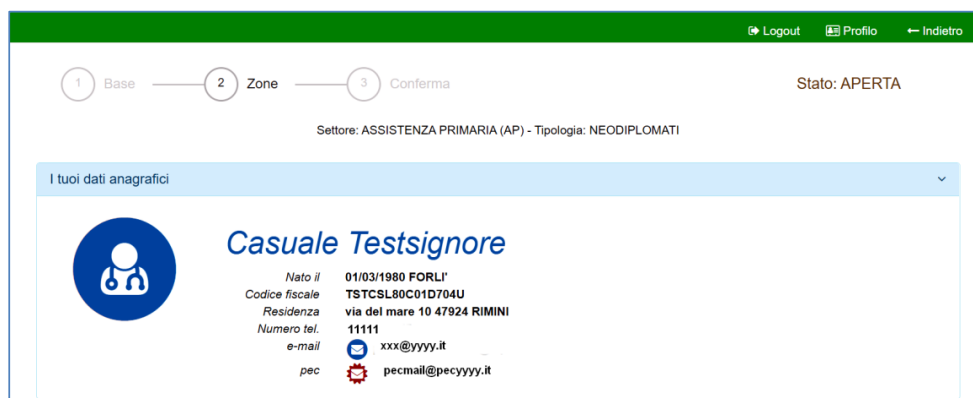 Logout Profilo ← Indietro
1 Base 2 Zone 3 Conferma Stato: APERTA
Settore: ASSISTENZA PRIMARIA (AP) - Tipologia: NEODIPLOMATI
I tuoi dati anagrafici
Casuale Testsignore
Nato il 01/03/1980 FORLI'
Codice fiscale TSTCSL80C01D704U
Residenza via del mare 10 47924 RIMINI
Numero tel. 11111
e-mail xxx@yyyy.it
pec pecmail@pecyyyy.it